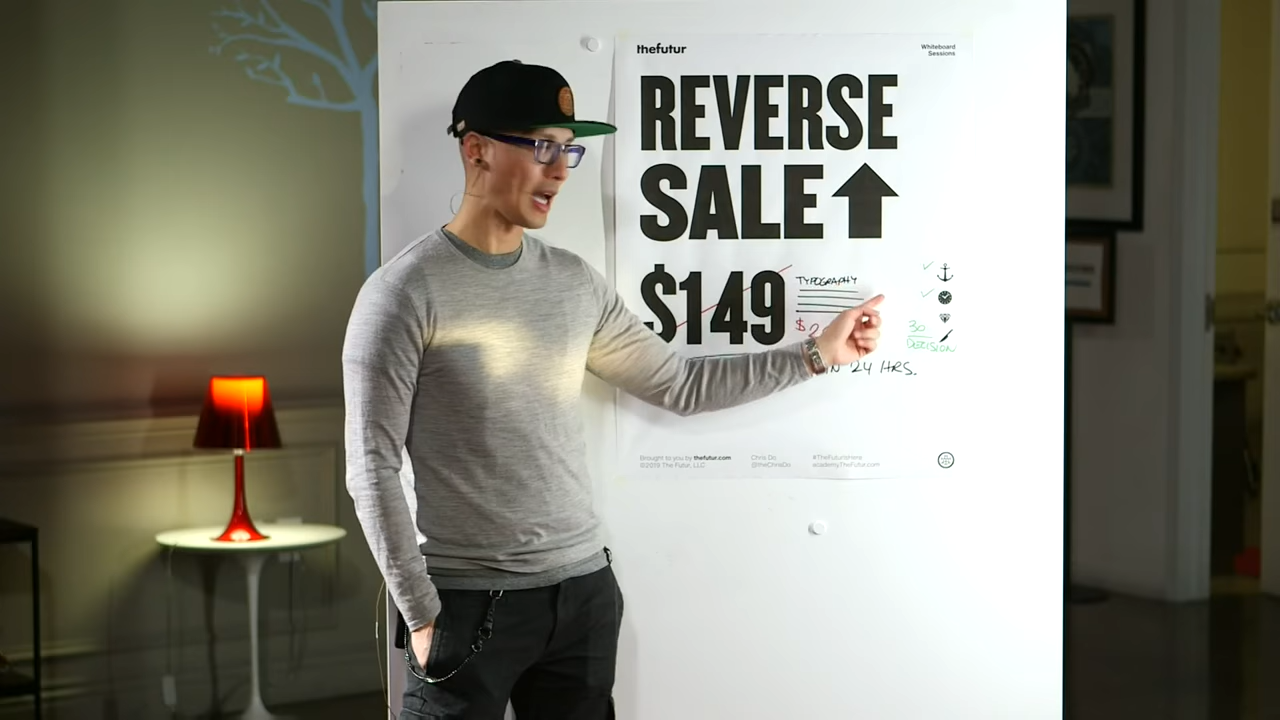 thefutur
Whiteboard
Sessions
REVERSE
SALE
$149
TYPOGRAPHY
$2
30
DECISION
IN 24 HRS.
Brought to you by thefutur.com
©2019 The Futur, LLC
Chris Do
@theChrisDo
#TheFuturIsHere
academy.TheFutur.com